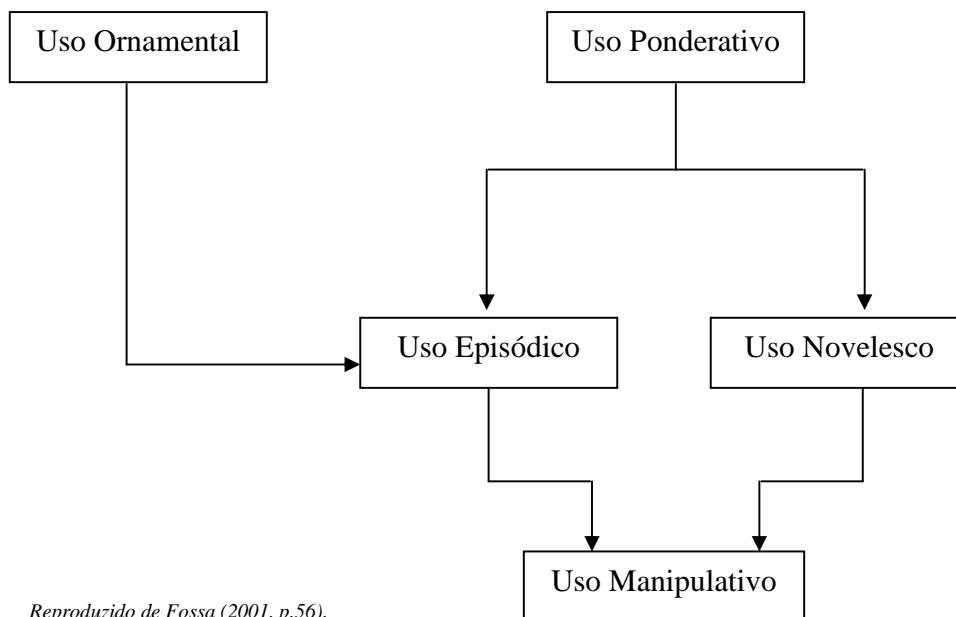 Uso Ornamental
Uso Ponderativo
Uso Episódico
Uso Novelesco
Uso Manipulativo
Reproduzido de Fossa (2001, p.56).